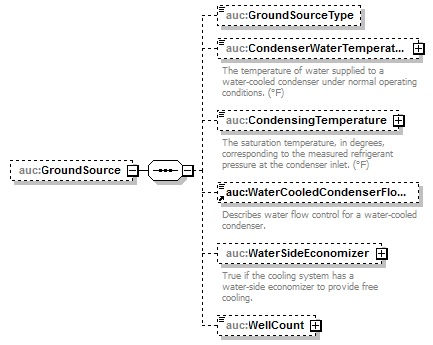 auc:GroundSourceType
auc:CondenserWaterTemperat...
The temperature of water supplied to a
water-cooled condenser under normal operating
conditions. (°F)
auc:CondensingTemperature
The saturation temperature, in degrees,
corresponding to the measured refrigerant
pressure at the condenser inlet. (°F)
auc:GroundSource
auc:WaterCooledCondenserFlo...
Describes water flow control for a water-cooled
condenser.
auc:WaterSideEconomizer
True if the cooling system has a
water-side economizer to provide free
cooling.
auc:WellCount